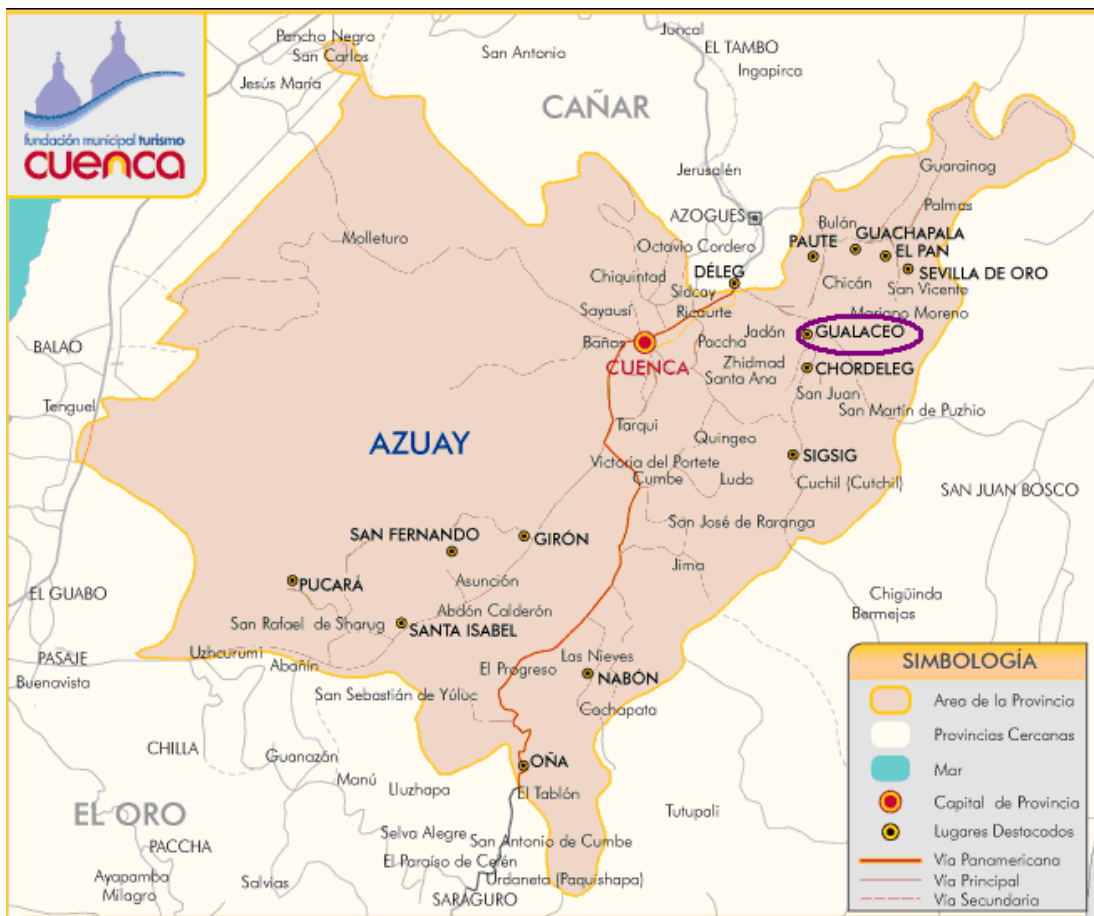 fundación municipal turismo
cuenca
Pancho Negro
San Carlos
Jesús María
San Antonio
Juncal
EL TAMBO
Ingapirca
CAÑAR
Jerusalén
AZOGUES
Octavio Cordero
DÉLEG
Chiquintad
Sidcay
Ricaurte
Sayausí
Baños
CUENCA
Molleturo
Guarainag
Palmas
Bulán
GUACHAPALA
PAUTE
EL PAN
SEVILLA DE ORO
Chicán
San Vicente
Mariano Moreno
Jadán
GUALACEO
Paccha
Zhidmad
Santa Ana
CHORDELEG
San Juan
San Martín de Puzhio
BALAO
Tenguel
AZUAY
Tarqui
Quingeo
Victoria del Portete
Cumbe
Ludo
SIGSIG
Cuchil (Cutchil)
SAN JUAN BOSCO
San José de Raranga
SAN FERNANDO
GIRÓN
Jima
PUCARÁ
Asunción
EL GUABO
Chigüinda
Bermejos
Abdón Calderón
San Rafael de Sharug
SANTA ISABEL
Uzhcurumi
Abañín
PASAJE
Buenavista
El Progreso
Las Nieves
NABÓN
San Sebastián de Yúluc
Cochapata
CHILLA
Guanazán
Manú
Lluzhapa
OÑA
El Tablón
Tutupali
EL ORO
PACCHA
Selva Alegre
San Antonio de Cumbe
El Paraíso de Celén
Ayapamba
Milagro
Salvias
Urdaneta (Paquishapa)
SARAGURO
SIMBOLOGÍA
Area de la Provincia
Provincias Cercanas
Mar
Capital de Provincia
Lugares Destacados
Vía Panamericana
Vía Principal
Vía Secundaria